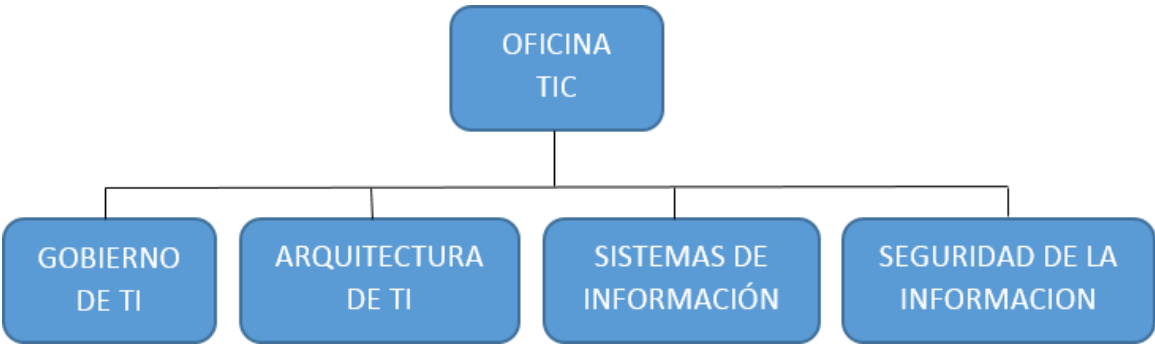 OFICINA
TIC
GOBIERNO
DE TI
ARQUITECTURA
DE TI
SISTEMAS DE
INFORMACIÓN
SEGURIDAD DE LA
INFORMACION